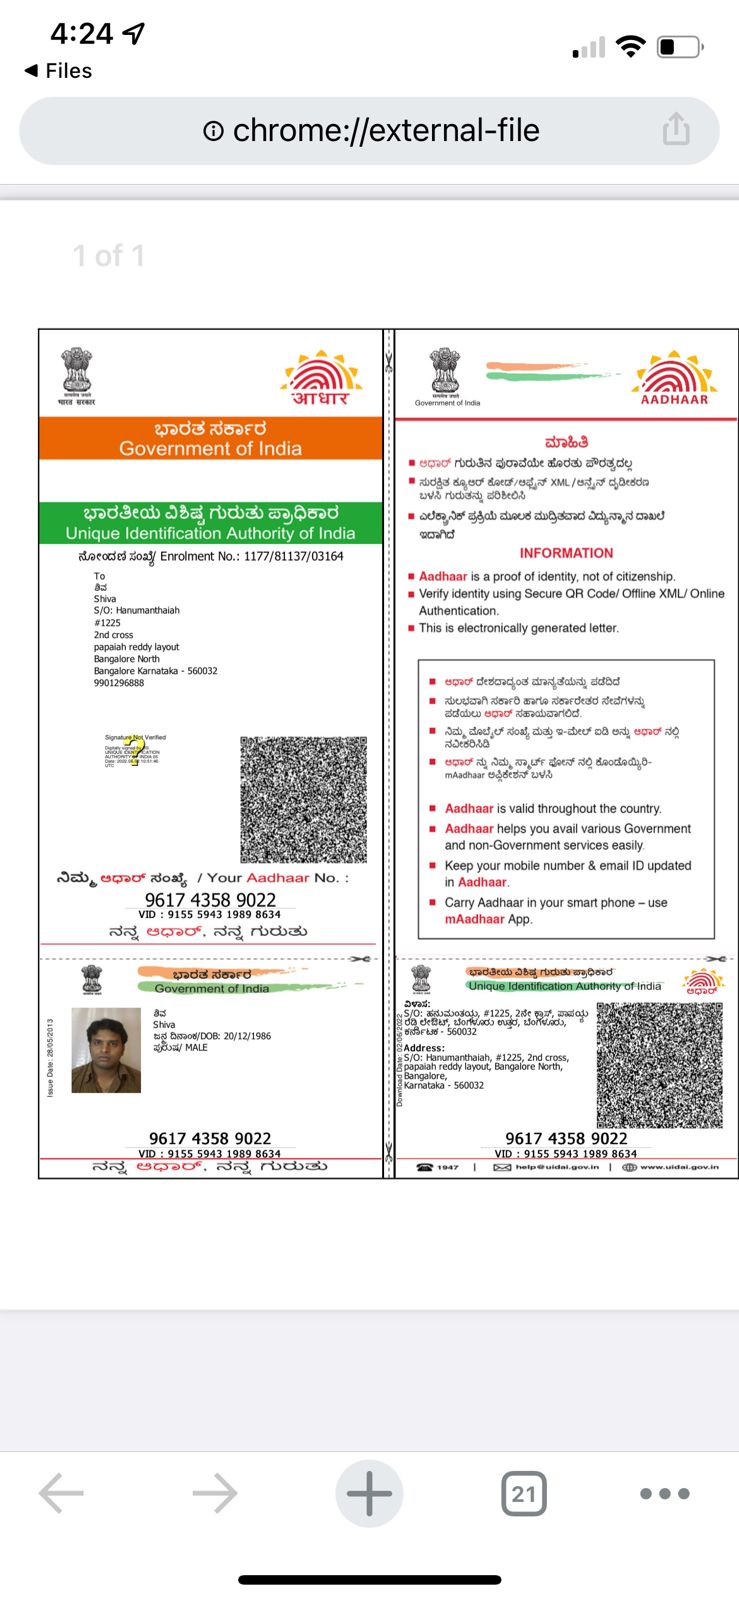 4:24
Files
chrome://external-file
1 of 1
भारत सरकार
आधार
ಭಾರತ ಸರ್ಕಾರ
Government of India
ಭಾರತೀಯ ವಿಶಿಷ್ಟ ಗುರುತು ಪ್ರಾಧಿಕಾರ
Unique Identification Authority of India
ನೋಂದಣಿ ಸಂಖ್ಯೆ/ Enrolment No.: 1177/81137/03164
To
ಶಿವ
Shiva
S/O: Hanumanthaiah
#1225
2nd cross
papaiah reddy layout
Bangalore North
Bangalore Karnataka - 560032
9901296888
Signature Not Verified
ನಿಮ್ಮ ಆಧಾರ್ ಸಂಖ್ಯೆ / Your Aadhaar No. :
9617 4358 9022
VID : 9155 5943 1989 8634
ನನ್ನ ಆಧಾರ್, ನನ್ನ ಗುರುತು
Government of India
AADHAAR
ಮಾಹಿತಿ
ಆಧಾರ್ ಗುರುತಿನ ಪುರಾವೆಯೇ ಹೊರತು ಪೌರತ್ವದಲ್ಲ
ಸುರಕ್ಷಿತ ಕ್ಯೂಆರ್ ಕೋಡ್/ಆಫ್ಲೈನ್ XML/ಆನ್ಲೈನ್ ದೃಢೀಕರಣ
ಬಳಸಿ ಗುರುತನ್ನು ಪರಿಶೀಲಿಸಿ
ಎಲೆಕ್ಟ್ರಾನಿಕ್ ಪ್ರಕ್ರಿಯೆ ಮೂಲಕ ಮುದ್ರಿತವಾದ ವಿದ್ಯುನ್ಮಾನ ದಾಖಲೆ
ಇದಾಗಿದೆ
INFORMATION
Aadhaar is a proof of identity, not of citizenship.
Verify identity using Secure QR Code/ Offline XML/ Online
Authentication.
This is electronically generated letter.
ಆಧಾರ್ ದೇಶದಾದ್ಯಂತ ಮಾನ್ಯತೆಯನ್ನು ಪಡೆದಿದೆ
ಸುಲಭವಾಗಿ ಸರ್ಕಾರಿ ಹಾಗೂ ಸರ್ಕಾರೇತರ ಸೇವೆಗಳನ್ನು
ಪಡೆಯಲು ಆಧಾರ್ ಸಹಾಯವಾಗಲಿದೆ.
ನಿಮ್ಮ ಮೊಬೈಲ್ ಸಂಖ್ಯೆ ಮತ್ತು ಇ-ಮೇಲ್ ಐಡಿ ಅನ್ನು ಆಧಾರ್ ನಲ್ಲಿ
ನವೀಕರಿಸಿಡಿ
ಆಧಾರ್ ನ್ನು ನಿಮ್ಮ ಸ್ಮಾರ್ಟ್ ಫೋನ್ ನಲ್ಲಿ ಕೊಂಡೊಯ್ಯಿರಿ-
mAadhaar ಅಪ್ಲಿಕೇಶನ್ ಬಳಸಿ
Aadhaar is valid throughout the country.
Aadhaar helps you avail various Government
and non-Government services easily.
Keep your mobile number & email ID updated
in Aadhaar.
Carry Aadhaar in your smart phone – use
mAadhaar App.
ಭಾರತ ಸರ್ಕಾರ
Government of India
Issue Date: 28/05/2013
ಶಿವ
Shiva
ಜನ್ಮ ದಿನಾಂಕ/DOB: 20/12/1986
ಪುರುಷ/ MALE
9617 4358 9022
VID : 9155 5943 1989 8634
ನನ್ನ ಆಧಾರ್, ನನ್ನ ಗುರುತು
ಭಾರತೀಯ ವಿಶಿಷ್ಟ ಗುರುತು ಪ್ರಾಧಿಕಾರ
Unique Identification Authority of India
ಆಧಾರ್
Download Date: 02/06/2022
ವಿಳಾಸ:
S/O: ಹನುಮಂತಯ್ಯ, #1225, 2ನೇ ಕ್ರಾಸ್, ಪಾಪಯ್ಯ
ರೆಡ್ಡಿ ಲೇಔಟ್, ಬೆಂಗಳೂರು ಉತ್ತರ, ಬೆಂಗಳೂರು,
ಕರ್ನಾಟಕ - 560032
Address:
S/O: Hanumanthaiah, #1225, 2nd cross,
papaiah reddy layout, Bangalore North,
Bangalore,
Karnataka - 560032
9617 4358 9022
VID : 9155 5943 1989 8634
1947 | help@uidai.gov.in | www.uidai.gov.in
21